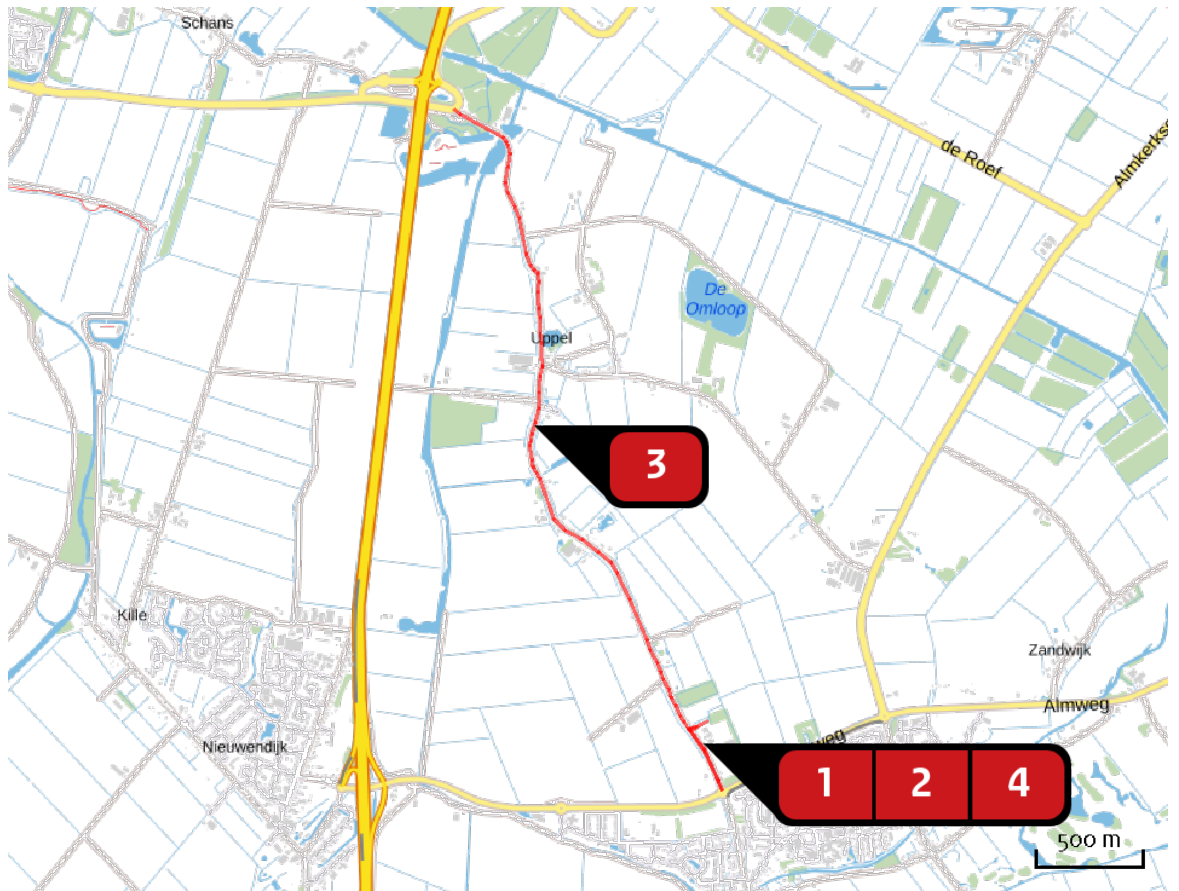 Schans
de Roef
Almkerkse
De
Omloop
Uppel
3
Kille
Zandwijk
Almweg
Nieuwendijk
weg
1 2 4
500 m